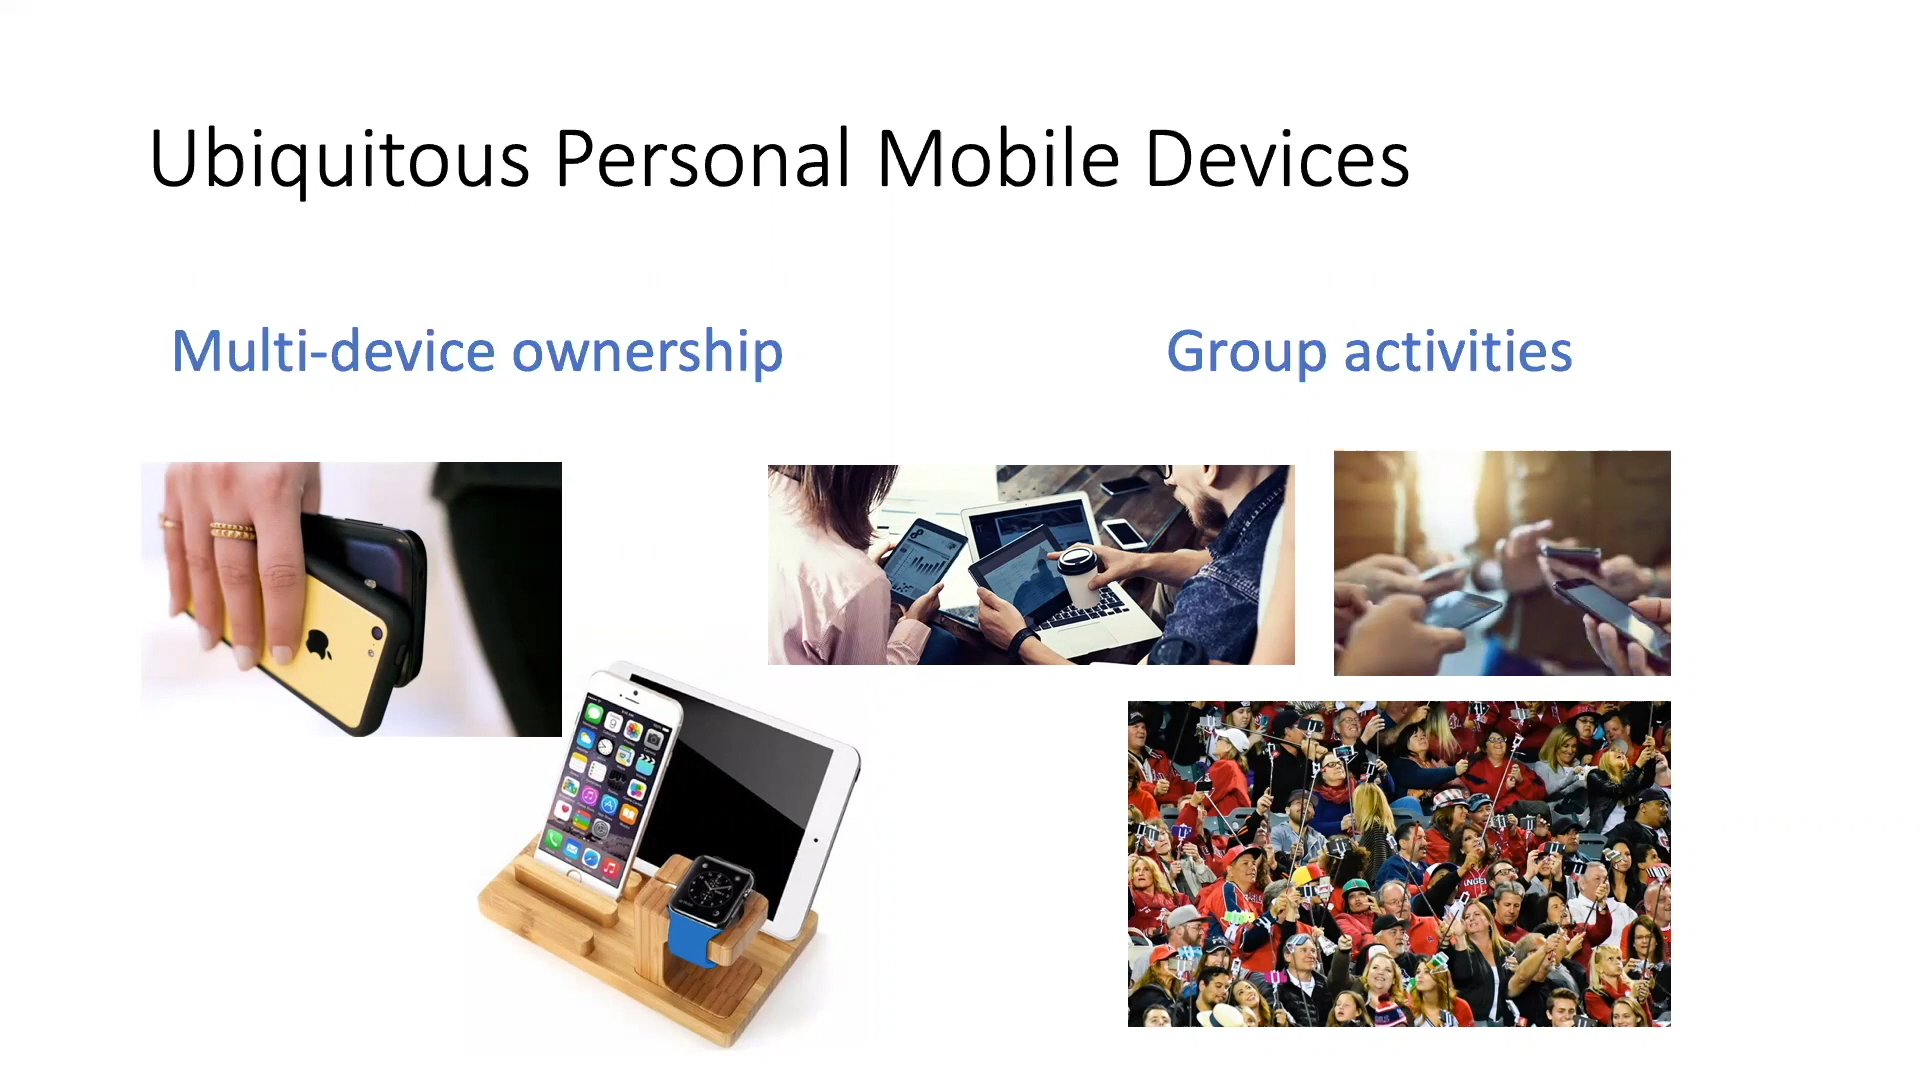 Ubiquitous Personal Mobile Devices
Multi-device ownership
Group activities